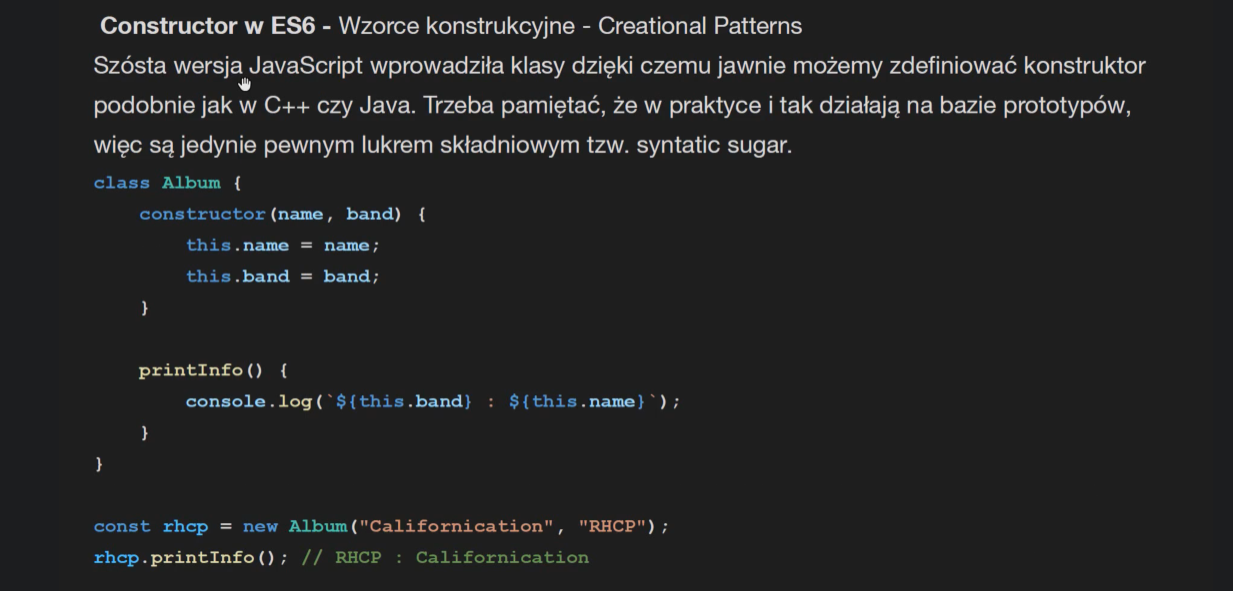 Constructor w ES6 - Wzorce konstrukcyjne - Creational Patterns
Szósta wersja JavaScript wprowadziła klasy dzięki czemu jawnie możemy zdefiniować konstruktor
podobnie jak w C++ czy Java. Trzeba pamiętać, że w praktyce i tak działają na bazie prototypów,
więc są jedynie pewnym lukrem składniowym tzw. syntatic sugar.
class Album {
    constructor(name, band) {
        this.name = name;
        this.band = band;
    }

    printInfo() {
        console.log(`${this.band} : ${this.name}`);
    }
}

const rhcp = new Album("Californication", "RHCP");
rhcp.printInfo(); // RHCP : Californication